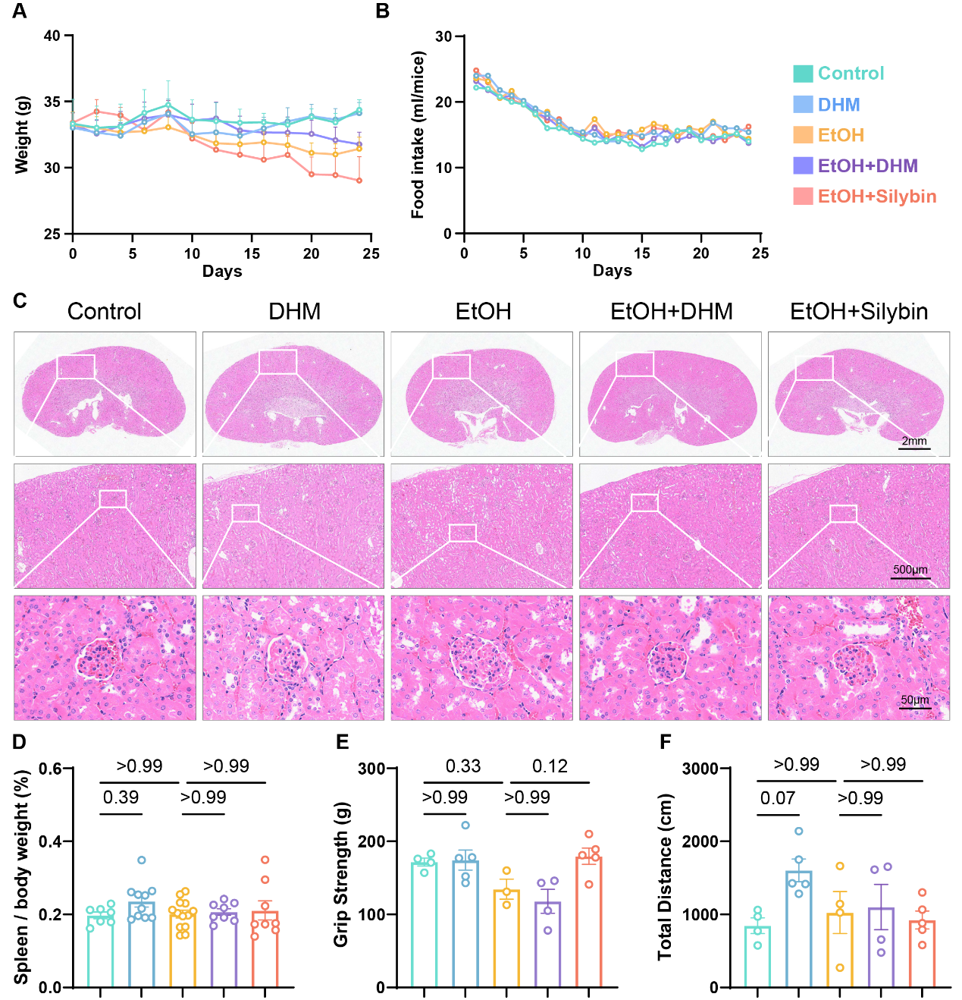 A
B
40
35
30
25
Weight (g)
0
5
10
15
20
25
Days
30
20
10
0
Food intake (ml/mice)
0
5
10
15
20
25
Days
Control
DHM
EtOH
EtOH+DHM
EtOH+Silybin
C
Control
DHM
EtOH
EtOH+DHM
EtOH+Silybin
2mm
500μm
50μm
D
E
F
Spleen / body weight (%)
0.6
0.4
0.2
0.0
>0.99
>0.99
0.39
>0.99
Grip Strength (g)
300
200
100
0
0.33
0.12
>0.99
>0.99
Total Distance (cm)
3000
2000
1000
0
>0.99
>0.99
0.07
>0.99